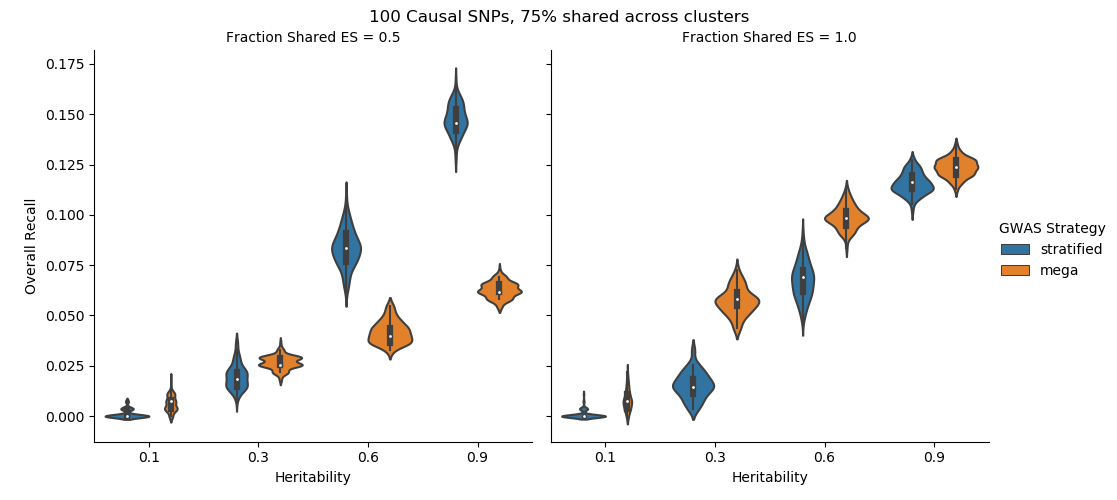 100 Causal SNPs, 75% shared across clusters
Fraction Shared ES = 0.5
Fraction Shared ES = 1.0
0.175
0.150
0.125
0.100
0.075
0.050
0.025
0.000
Overall Recall
0.1 0.3 0.6 0.9
Heritability
0.1 0.3 0.6 0.9
Heritability
GWAS Strategy
stratified
mega